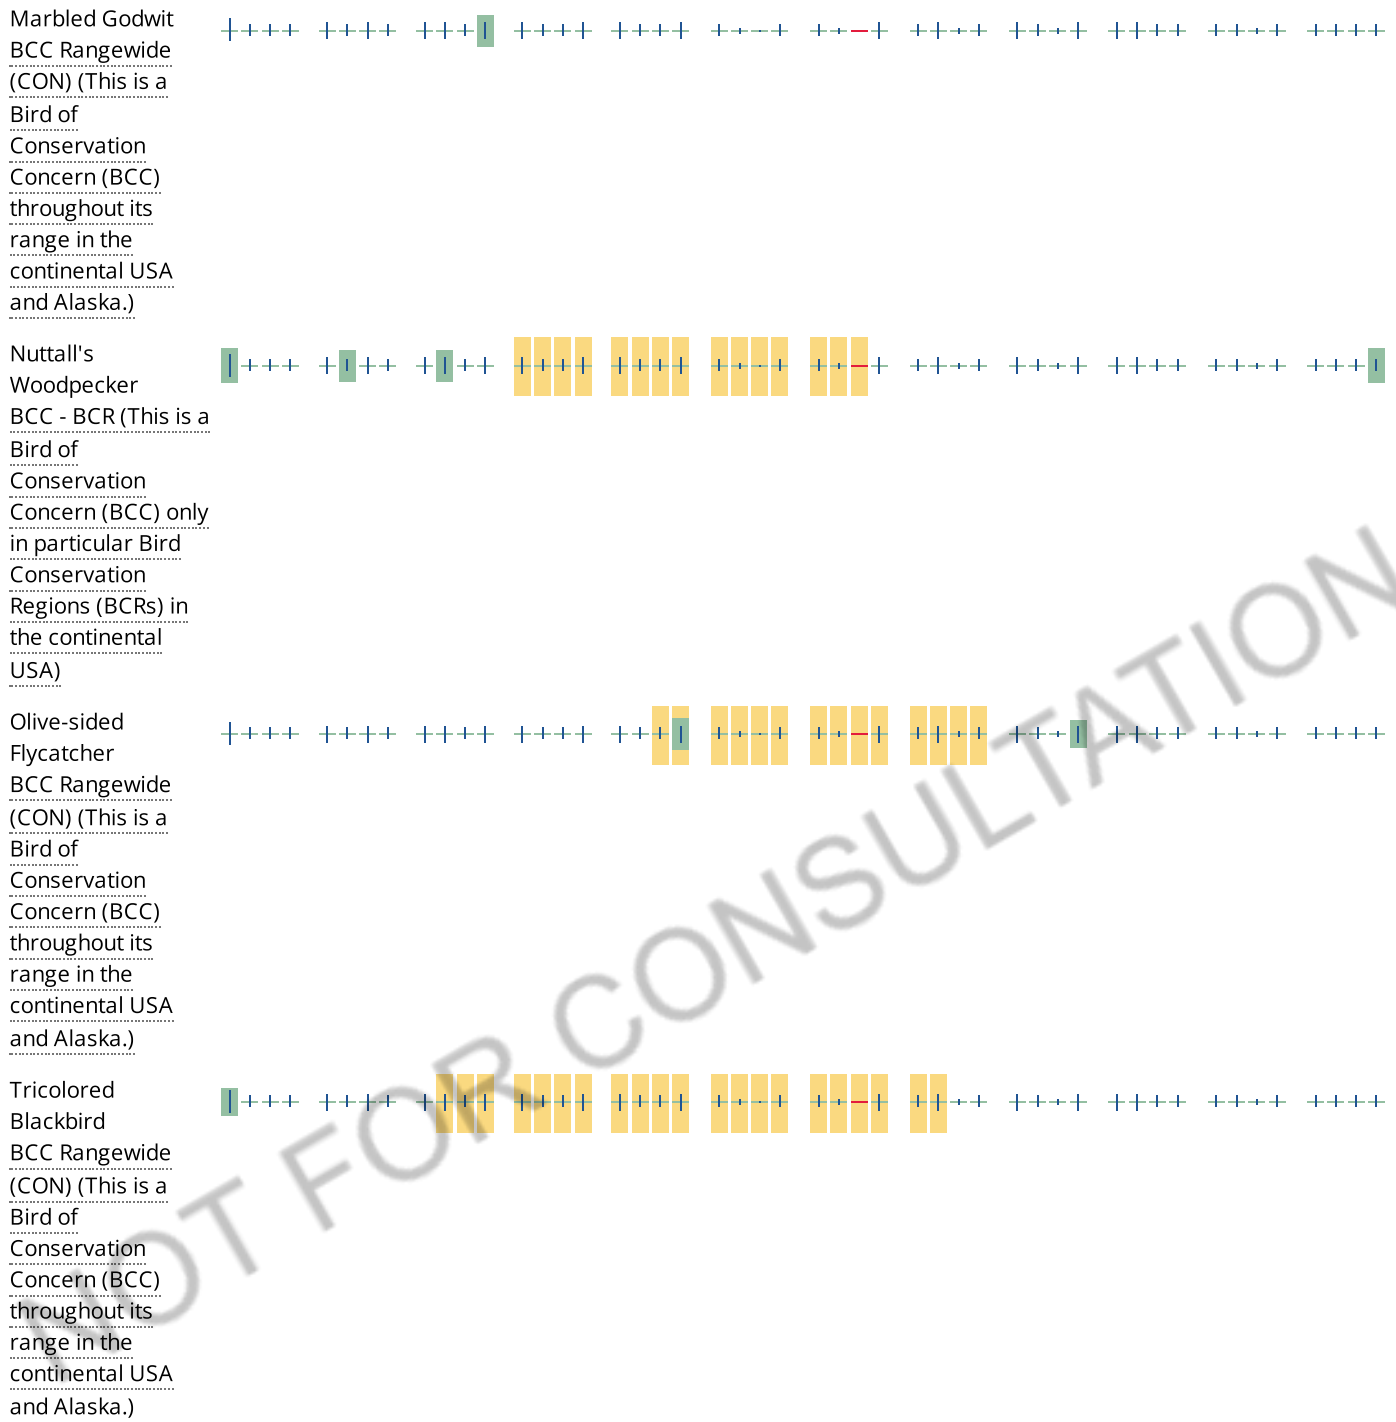 Marbled Godwit
BCC Rangewide
(CON) (This is a
Bird of
Conservation
Concern (BCC)
throughout its
range in the
continental USA
and Alaska.)
Nuttall's
Woodpecker
BCC - BCR (This is a
Bird of
Conservation
Concern (BCC) only
in particular Bird
Conservation
Regions (BCRs) in
the continental
USA)
Olive-sided
Flycatcher
BCC Rangewide
(CON) (This is a
Bird of
Conservation
Concern (BCC)
throughout its
range in the
continental USA
and Alaska.)
Tricolored
Blackbird
BCC Rangewide
(CON) (This is a
Bird of
Conservation
Concern (BCC)
throughout its
range in the
continental USA
and Alaska.)
NOT FOR CONSULTATION